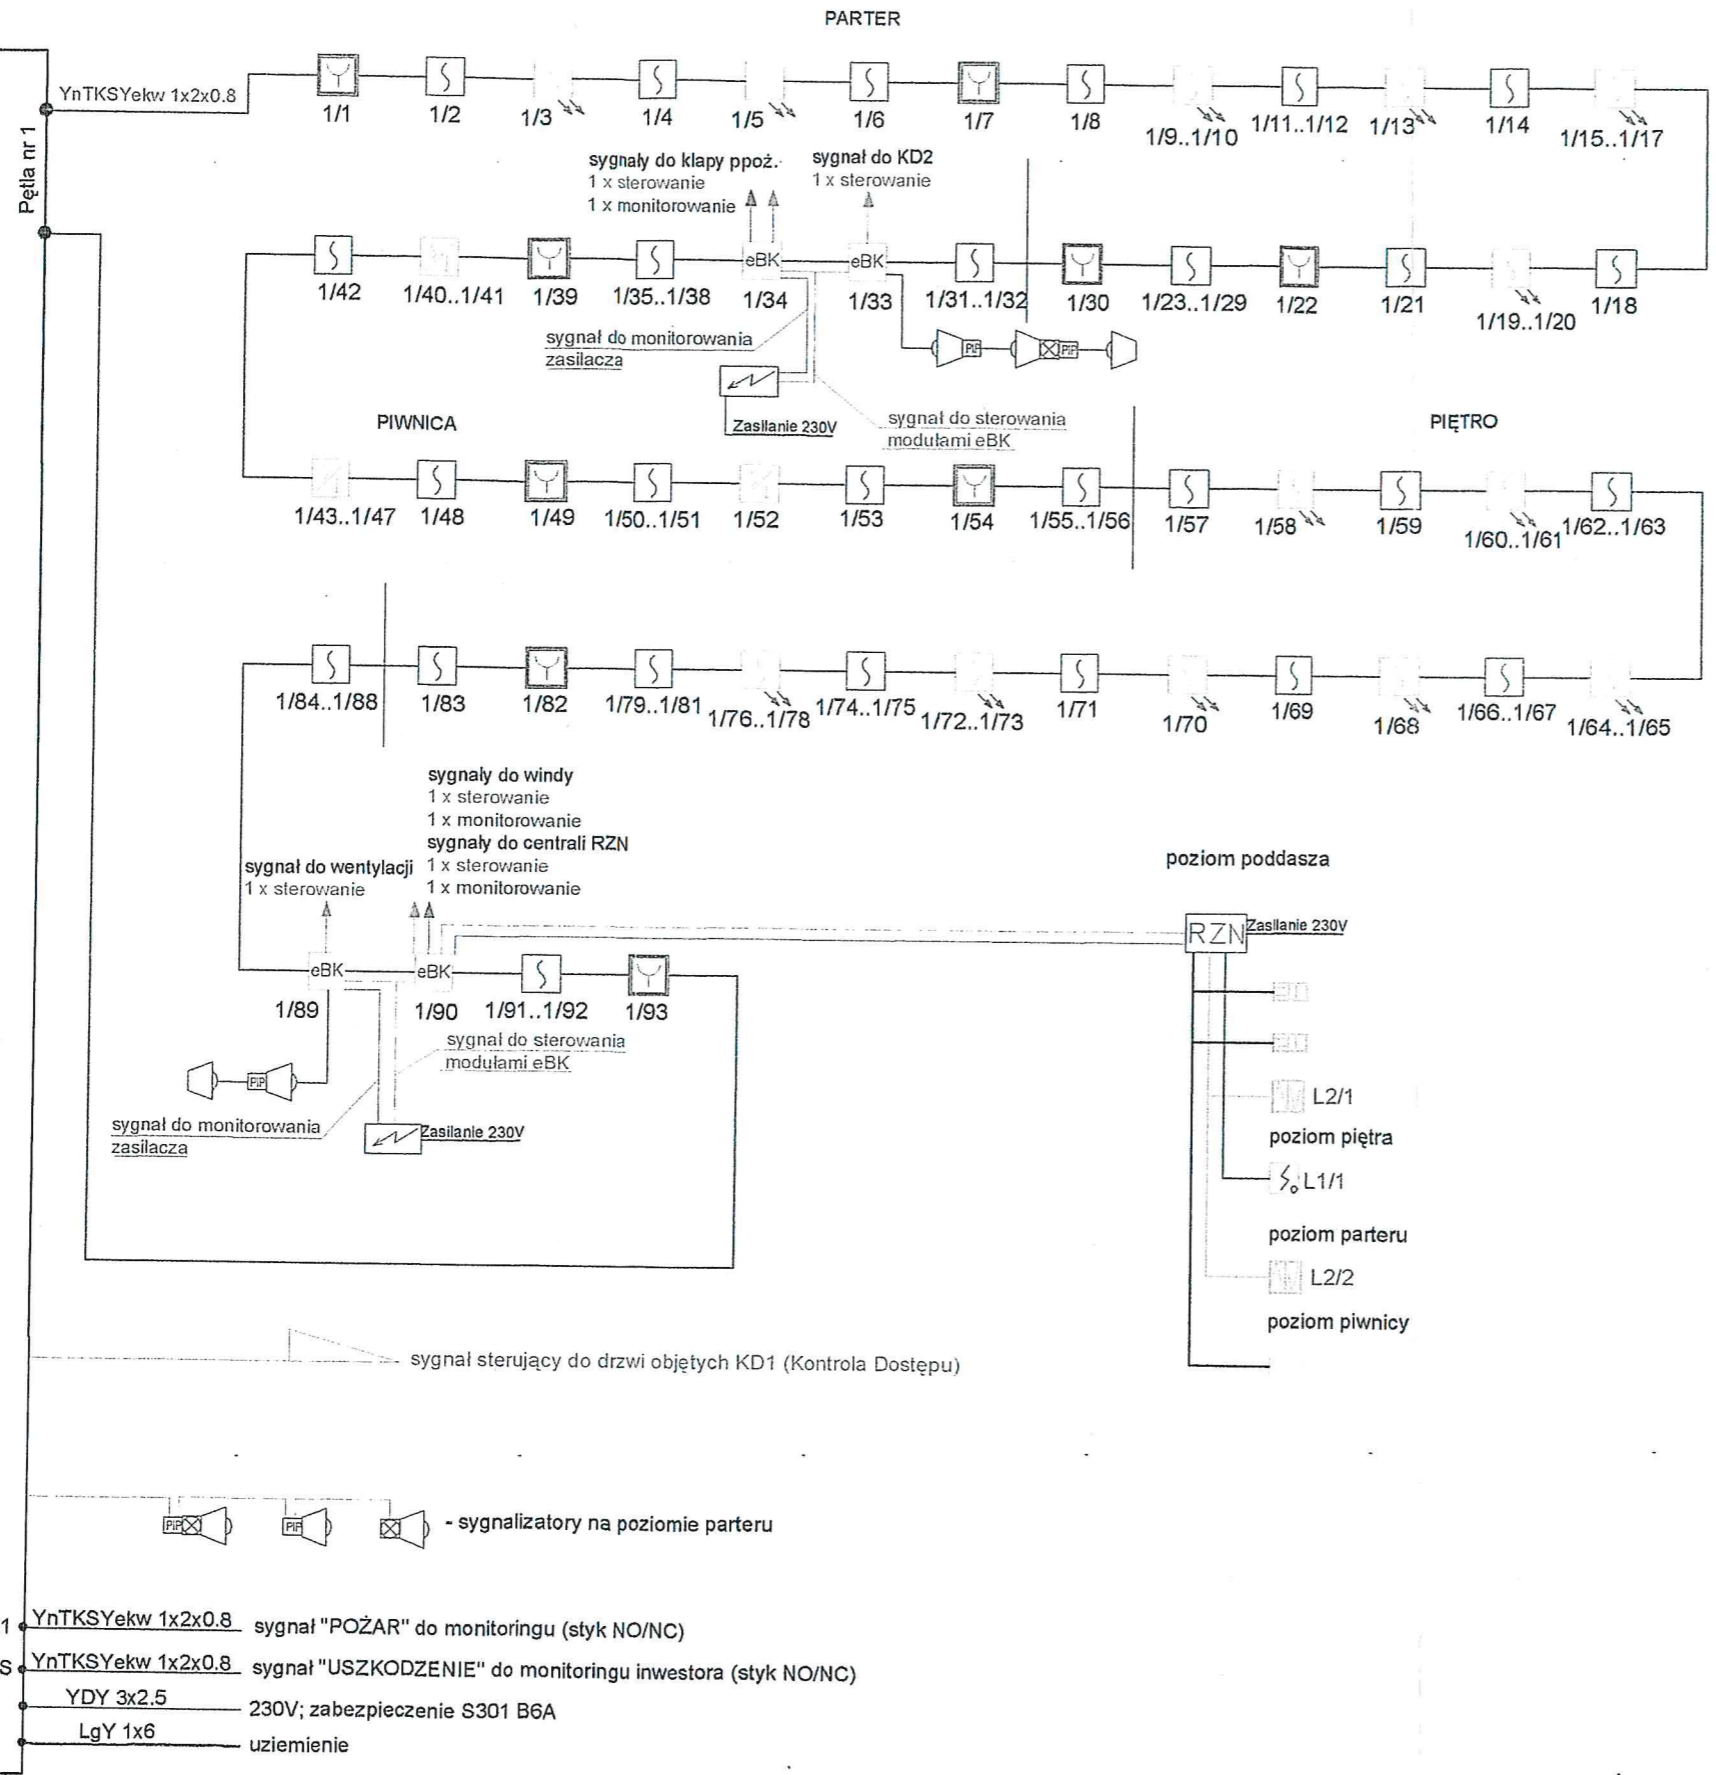 PARTER
YnTKSYekw 1x2x0.8
Pętla nr 1
1/1
1/2
1/3
1/4
1/5
1/6
1/7
1/8
1/9..1/10
1/11..1/12
1/13
1/14
1/15..1/17
sygnały do klapy ppoż.
1 x sterowanie
1 x monitorowanie
sygnał do KD2
1 x sterowanie
eBK
eBK
1/42
1/40..1/41
1/39
1/35..1/38
1/34
1/33
1/31..1/32
1/30
1/23..1/29
1/22
1/21
1/19..1/20
1/18
sygnał do monitorowania
zasilacza
PiP
PiP
Zasilanie 230V
sygnał do sterowania
modułami eBK
PIWNICA
PIĘTRO
1/43..1/47
1/48
1/49
1/50..1/51
1/52
1/53
1/54
1/55..1/56
1/57
1/58
1/59
1/60..1/61
1/62..1/63
1/84..1/88
1/83
1/82
1/79..1/81
1/76..1/78
1/74..1/75
1/72..1/73
1/71
1/70
1/69
1/68
1/66..1/67
1/64..1/65
sygnały do windy
1 x sterowanie
1 x monitorowanie
sygnały do centrali RZN
1 x sterowanie
1 x monitorowanie
sygnał do wentylacji
1 x sterowanie
poziom poddasza
RZN
Zasilanie 230V
eBK
eBK
1/89
1/90
1/91..1/92
1/93
sygnał do sterowania
modułami eBK
PiP
sygnał do monitorowania
zasilacza
Zasilanie 230V
L2/1
poziom piętra
L1/1
poziom parteru
L2/2
poziom piwnicy
sygnał sterujący do drzwi objętych KD1 (Kontrola Dostępu)
PiP
PiP
- sygnalizatory na poziomie parteru
1
YnTKSYekw 1x2x0.8
sygnał "POŻAR" do monitoringu (styk NO/NC)
S
YnTKSYekw 1x2x0.8
sygnał "USZKODZENIE" do monitoringu inwestora (styk NO/NC)
YDY 3x2.5
230V; zabezpieczenie S301 B6A
LgY 1x6
uziemienie